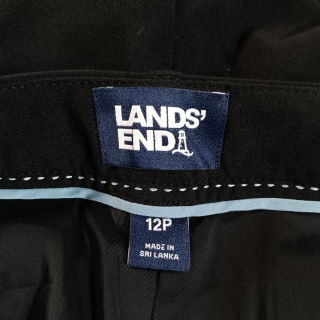 LANDS'
END
12P
MADE IN
SRI LANKA